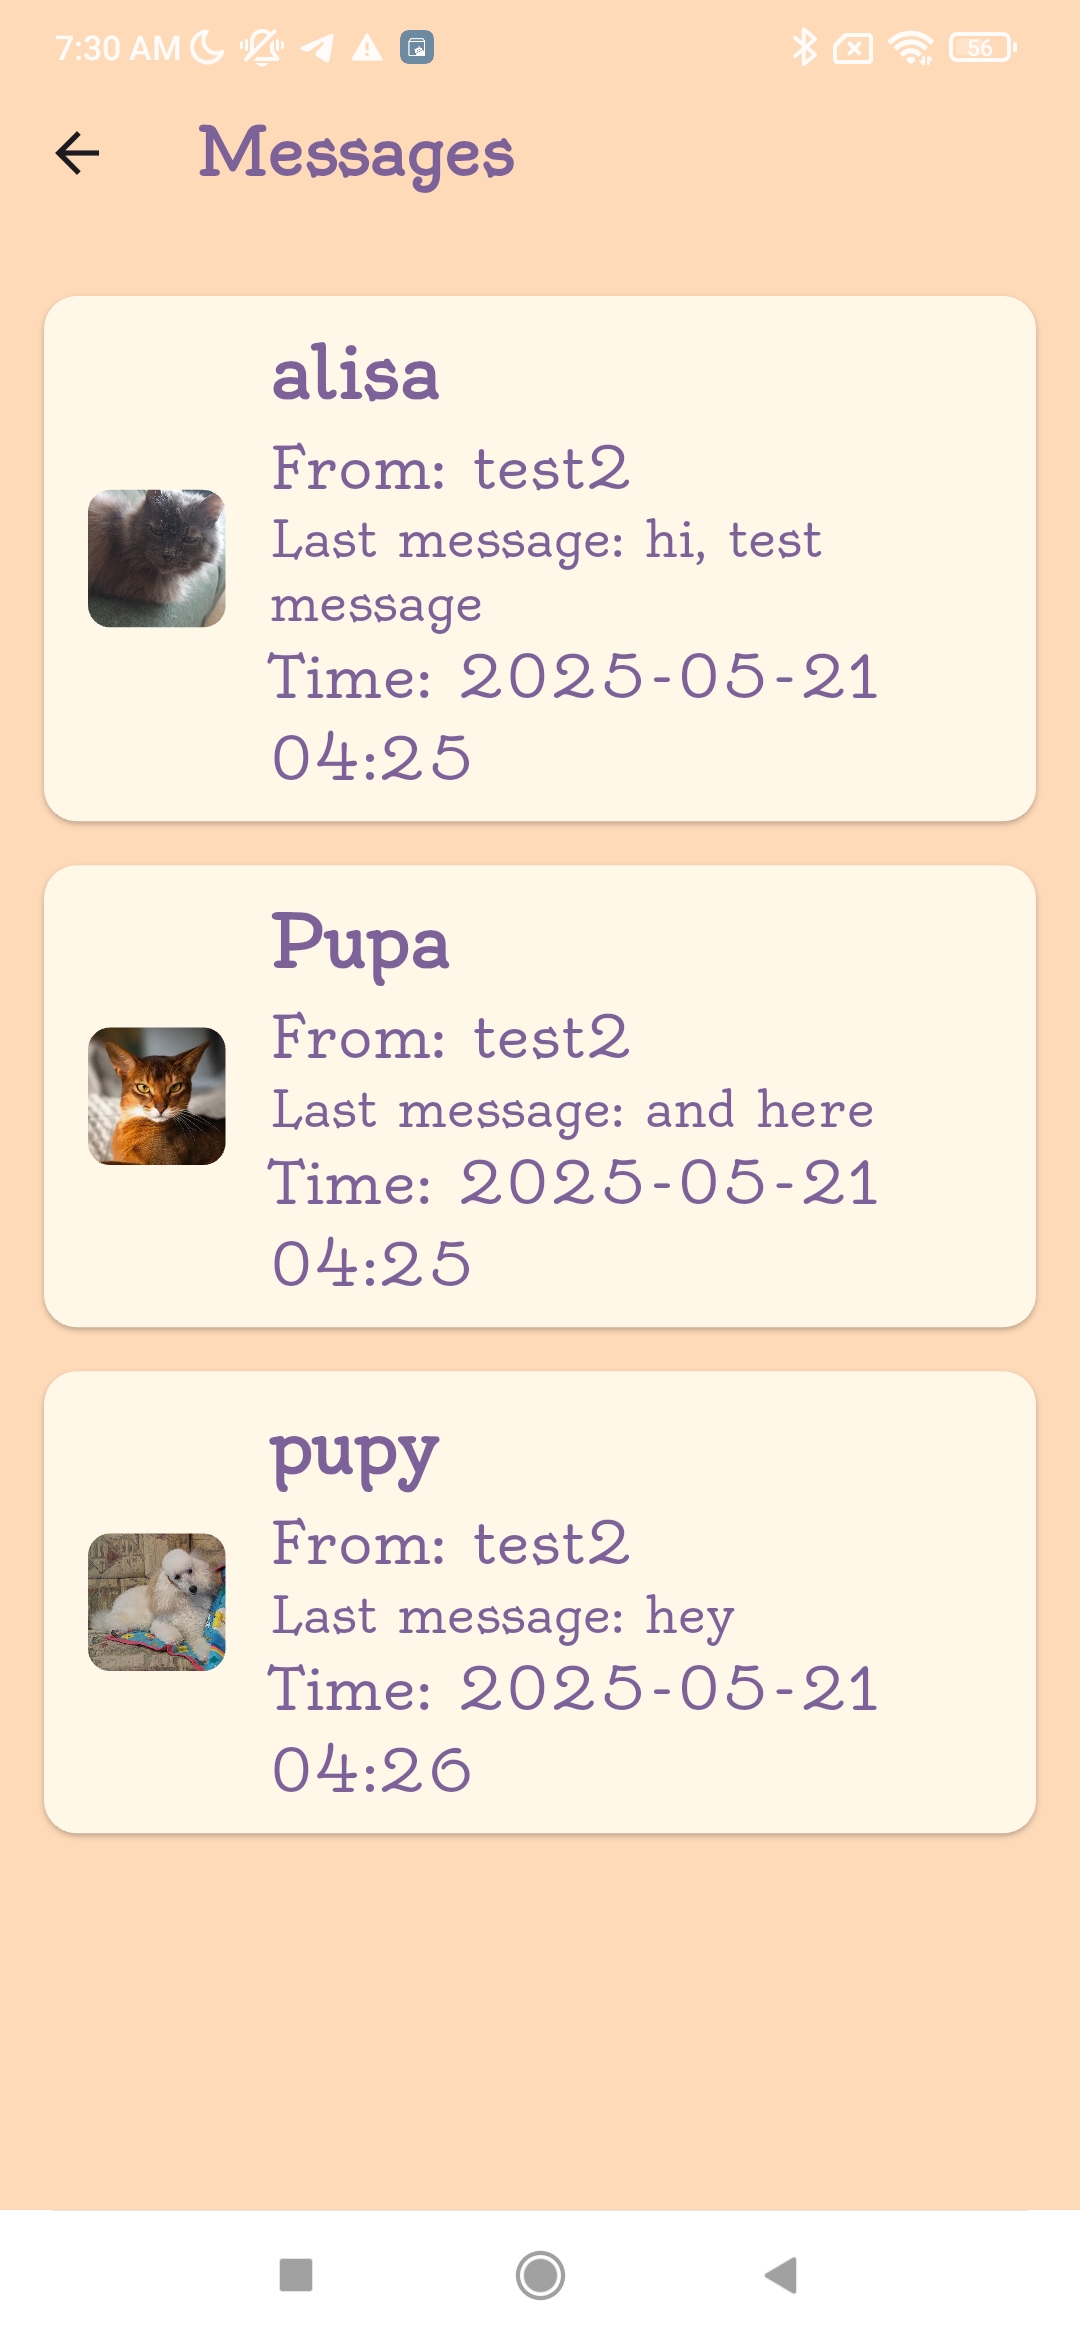 7:30 AM
56
Messages
alisa
From: test2
Last message: hi, test
message
Time: 2025-05-21
04:25
Pupa
From: test2
Last message: and here
Time: 2025-05-21
04:25
pupy
From: test2
Last message: hey
Time: 2025-05-21
04:26